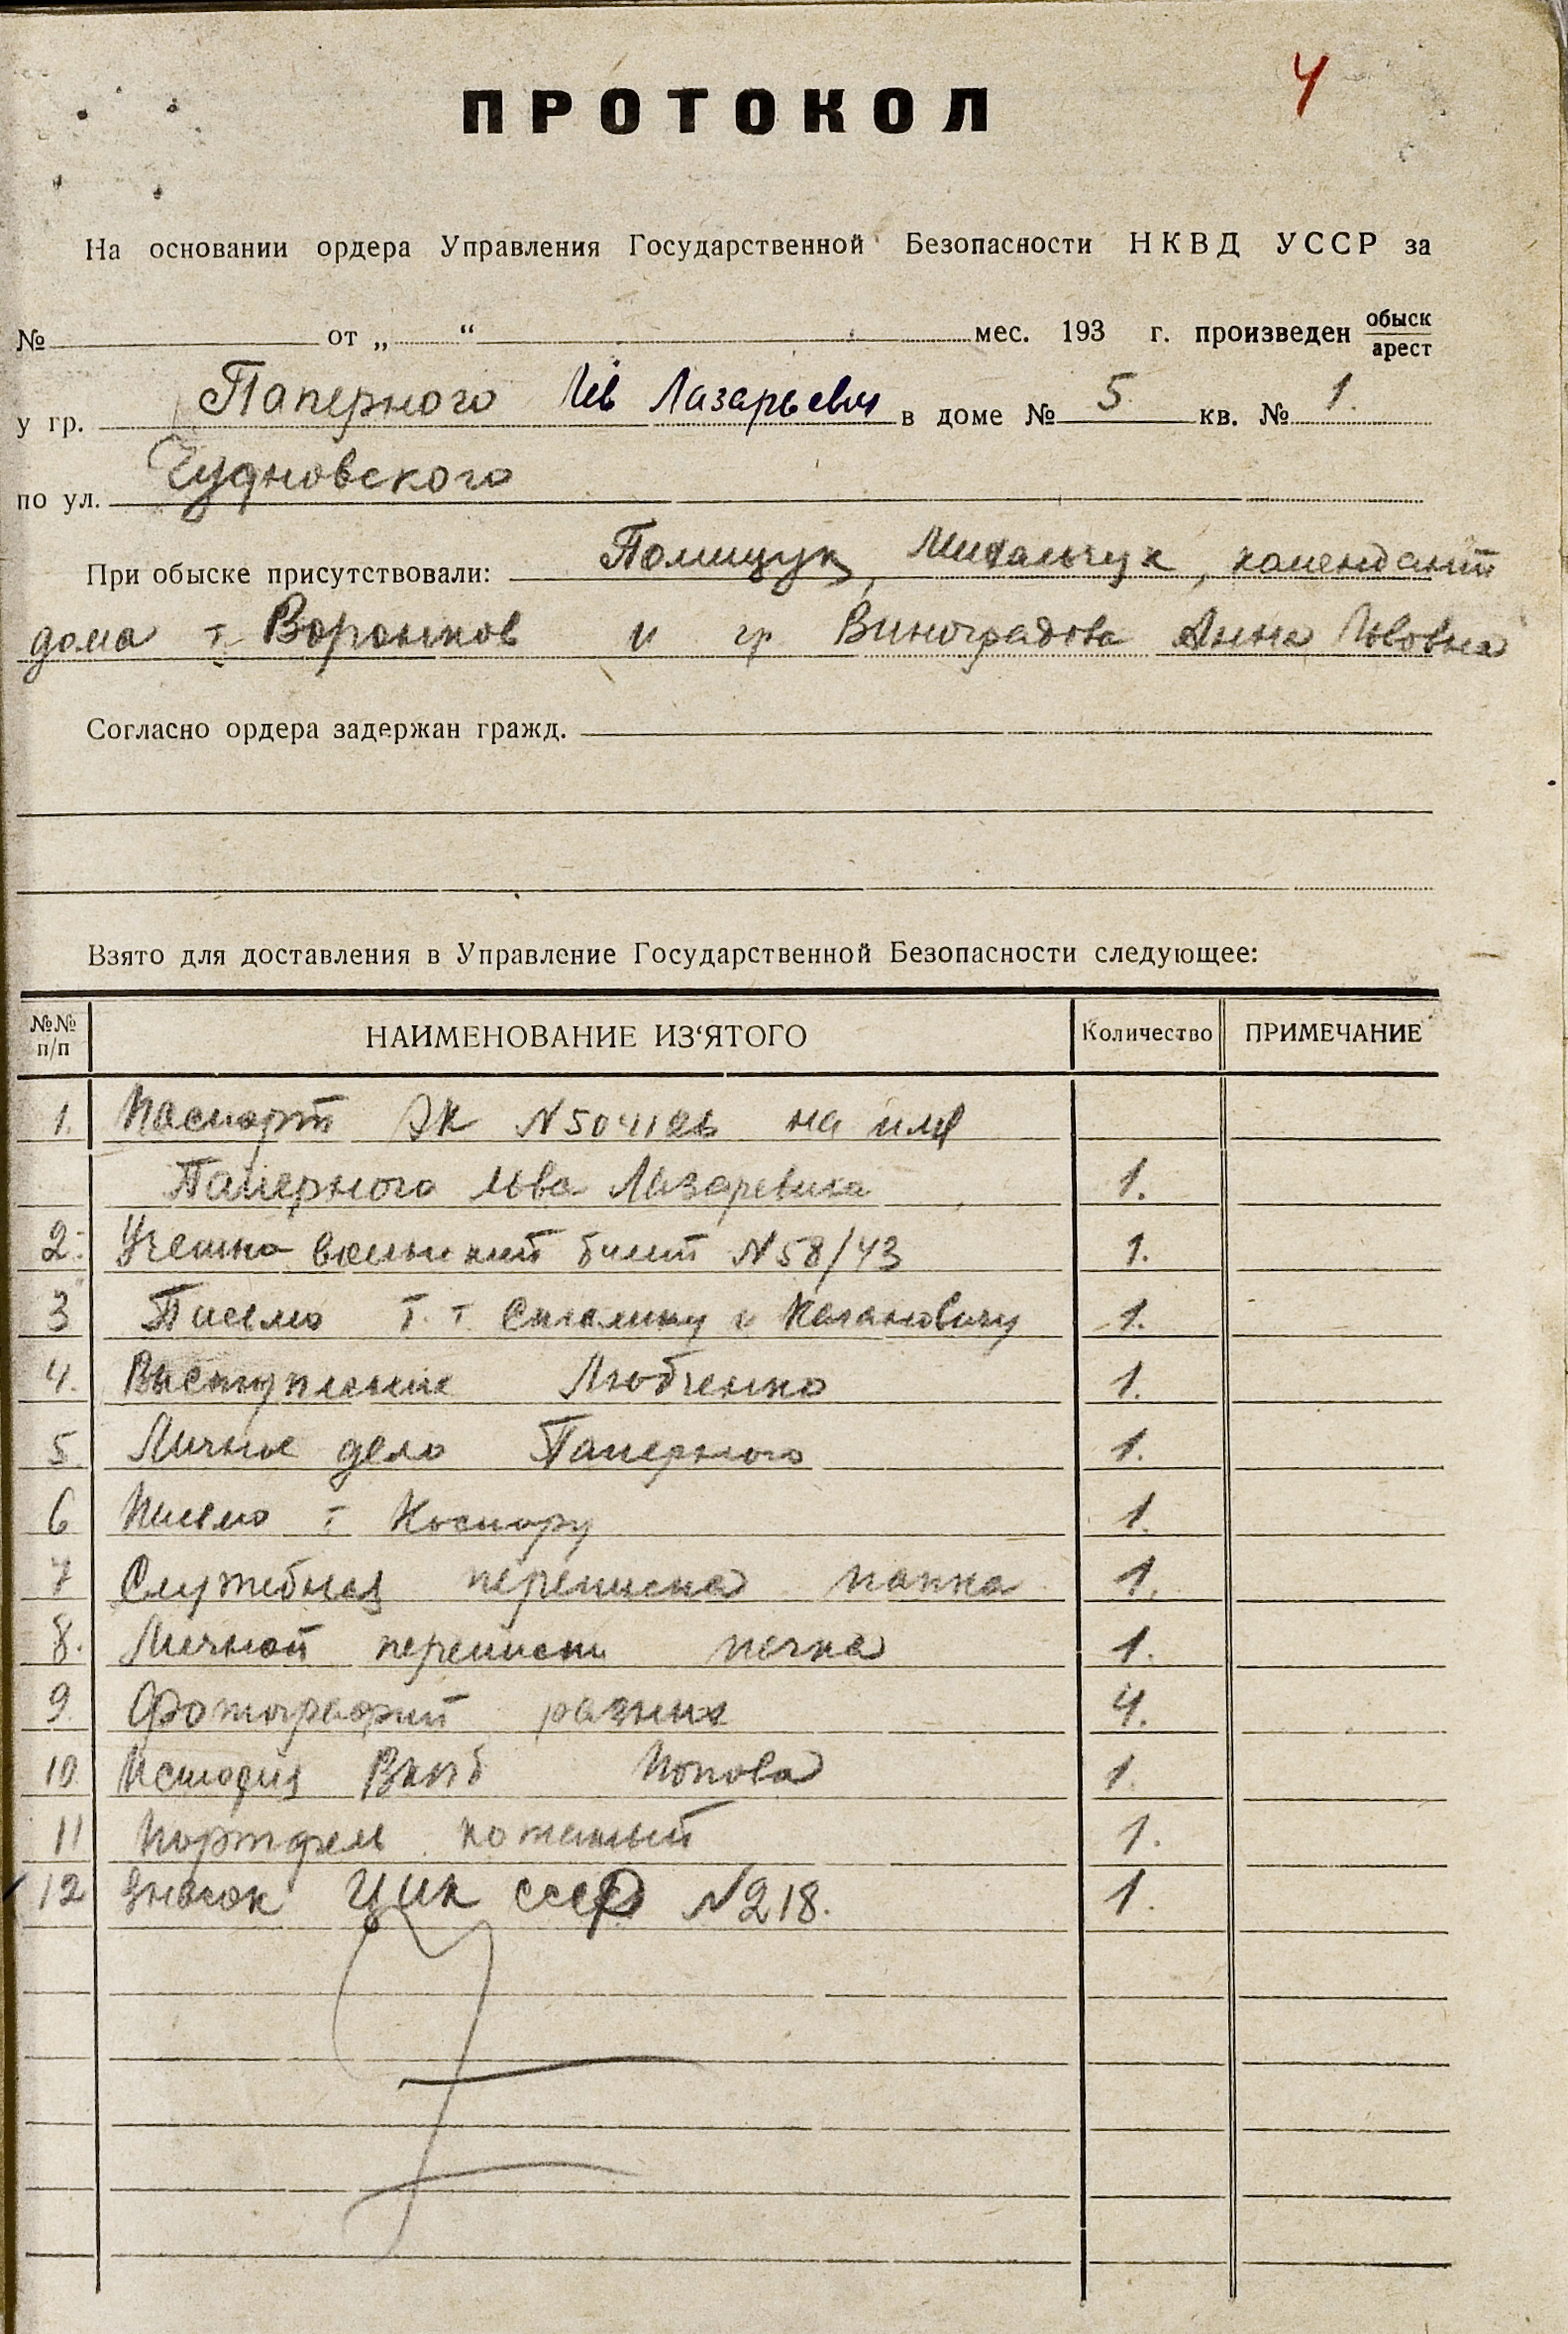 4
ПРОТОКОЛ
На основании ордера Управления Государственной Безопасности НКВД УССР за
№ от „ “ мес. 193 г. произведен обыск
арест
у гр. Паперного Лев Лазарьевич в доме № 5. кв. № 1.
по ул. Чудновского
При обыске присутствовали: Полищук, Михальчук, комендант
дома т. Воронков и гр Виноградова Анна Львовна
Согласно ордера задержан гражд.
Взято для доставления в Управление Государственной Безопасности следующее:
№№ п/п НАИМЕНОВАНИЕ ИЗ‘ЯТОГО Количество ПРИМЕЧАНИЕ
1. Паспорт на имя
Паперного Льва Лазаревича 1.
2. Учетно воинский билет N 58/43 1.
3 Письмо т. т Сталину и Кагановичу 1.
4. Выступление Любченко 1.
5 Личное дело Паперного 1.
6 Письмо т Косиору 1.
7 Служебная переписка папка 1.
8. Личной переписки пачка 1.
9. Фотографий разных 4.
10. История ВКПб Попова 1.
11 Портфель кожаный 1.
12 Значок ЦИК СССР N 218. 1.